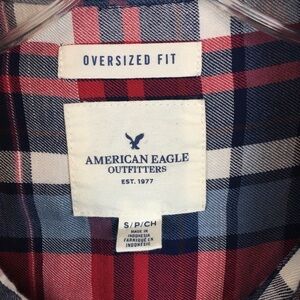 OVERSIZED FIT
AMERICAN EAGLE
OUTFITTERS
EST. 1977
S/P/CH
MADE IN
INDONESIA
FABRIQUÉ EN
INDONÉSIE